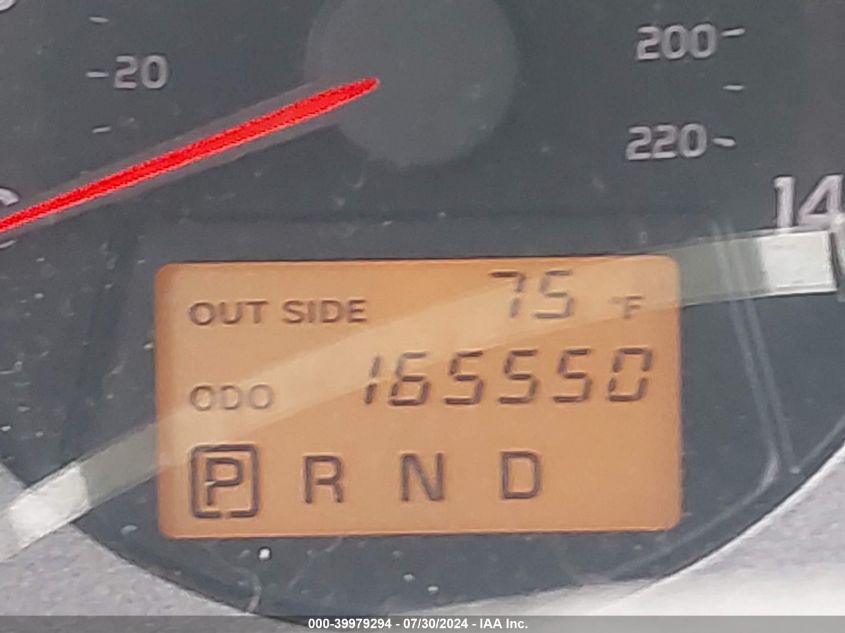 20
200
220
14
OUT SIDE 75 °F
ODO 165550
P R N D
000-39979294 - 07/30/2024 - IAA Inc.